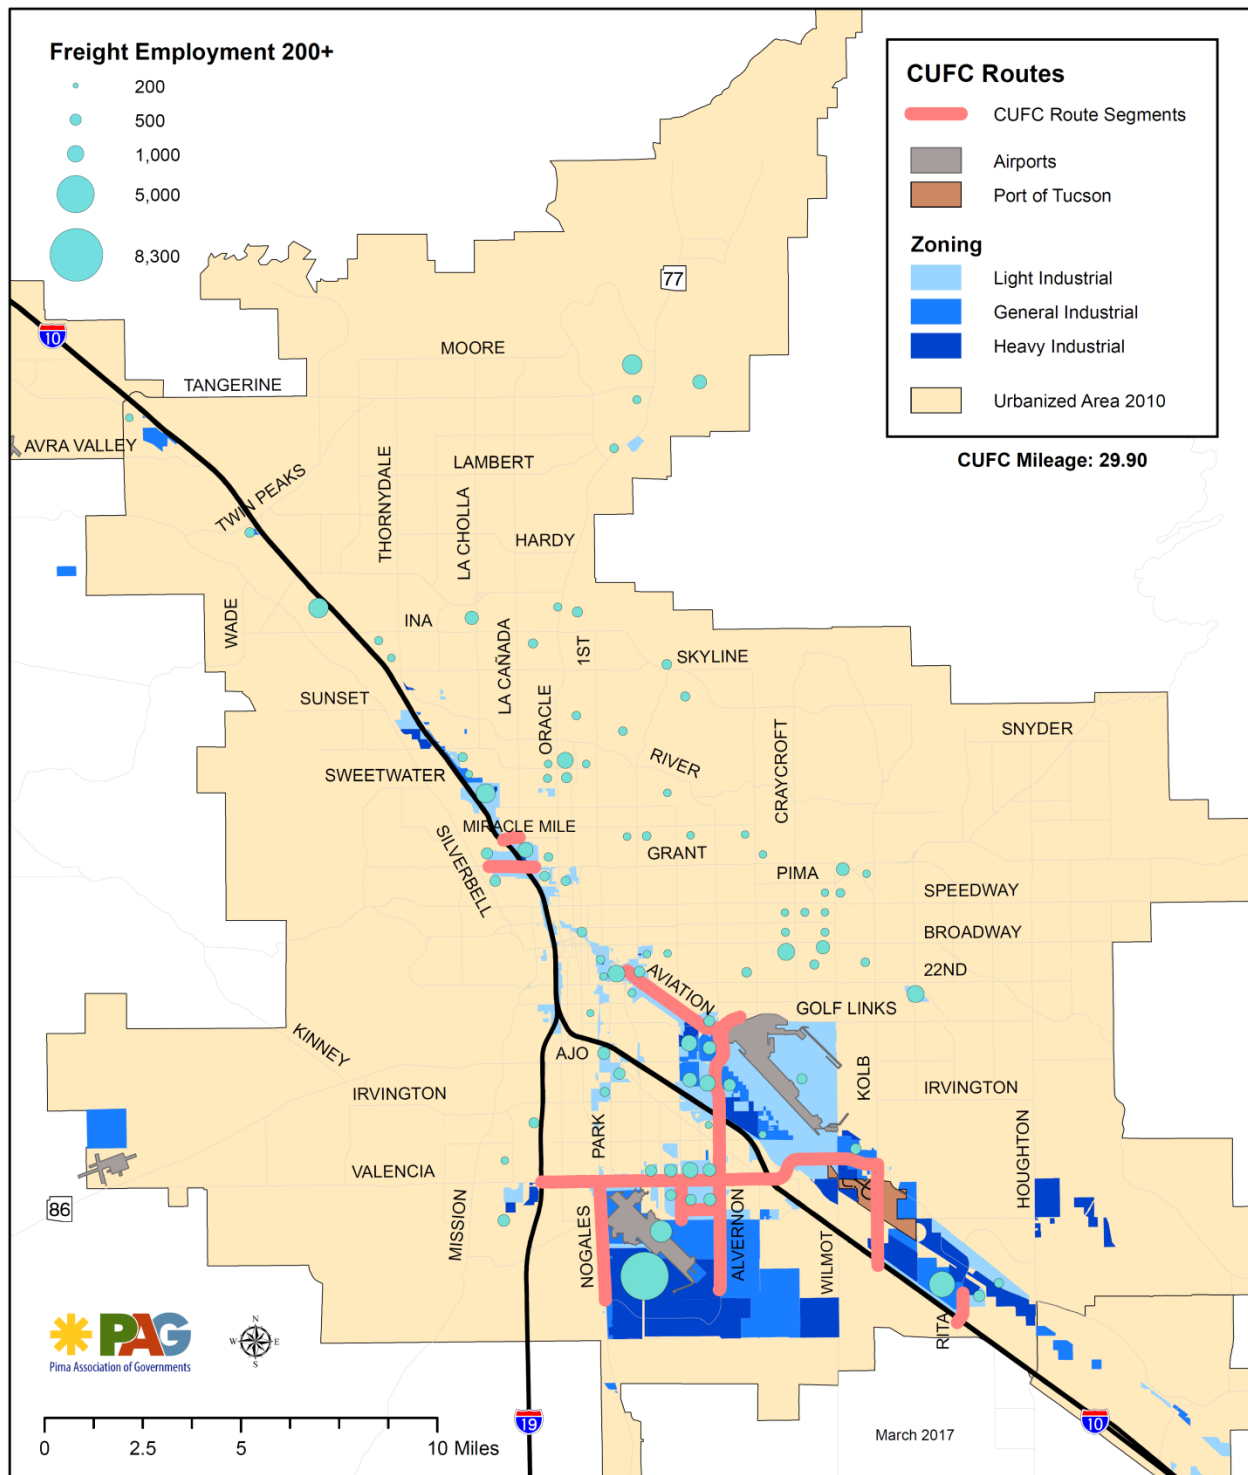 Freight Employment 200+
200
500
1,000
5,000
8,300
CUFC Routes
CUFC Route Segments
Airports
Port of Tucson
Zoning
Light Industrial
General Industrial
Heavy Industrial
Urbanized Area 2010
CUFC Mileage: 29.90
77
10
MOORE
TANGERINE
AVRA VALLEY
LAMBERT
TWIN PEAKS
THORNYDALE
LA CHOLLA
HARDY
WADE
INA
LA CAÑADA
1ST
SKYLINE
SUNSET
ORACLE
SNYDER
RIVER
CRAYCROFT
SWEETWATER
MIRACLE MILE
SILVERBELL
GRANT
PIMA
SPEEDWAY
BROADWAY
22ND
AVIATION
GOLF LINKS
KINNEY
AJO
KOLB
IRVINGTON
IRVINGTON
PARK
VALENCIA
HOUGHTON
86
MISSION
NOGALES
ALVERNON
WILMOT
RITA
PAG
Pima Association of Governments
N
W E
S
19
10
0 2.5 5 10 Miles
March 2017